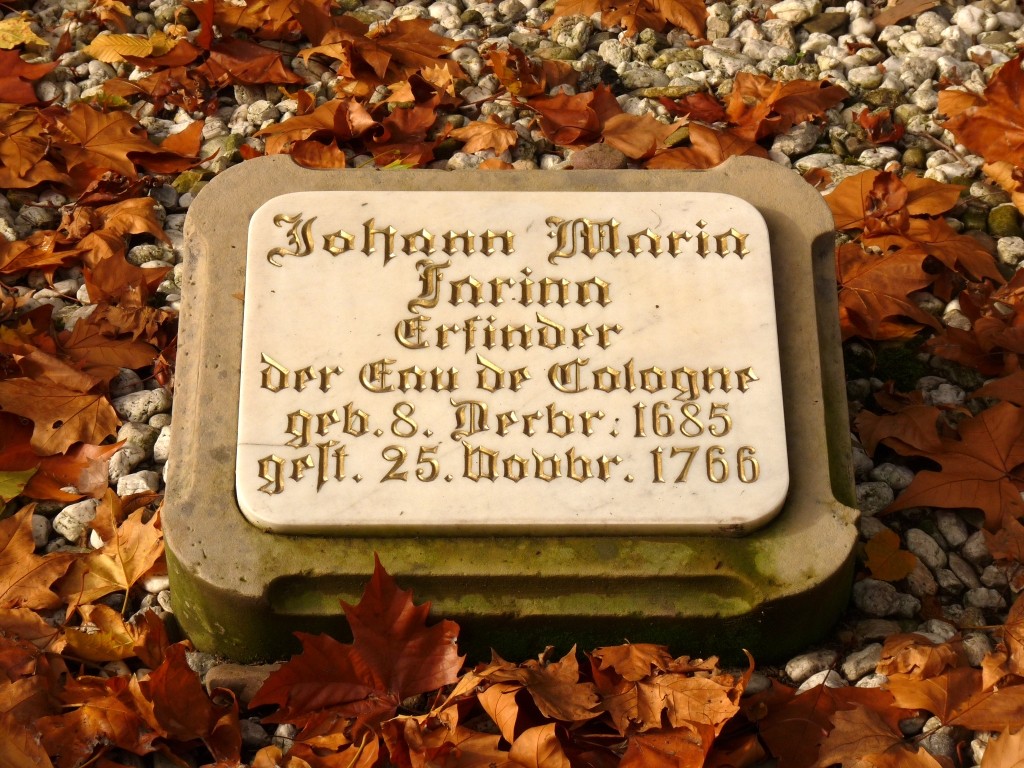 Johann Maria
Farina
Erfinder
der Eau de Cologne
geb. 8. Decbr: 1685
gest. 25. Novbr. 1766